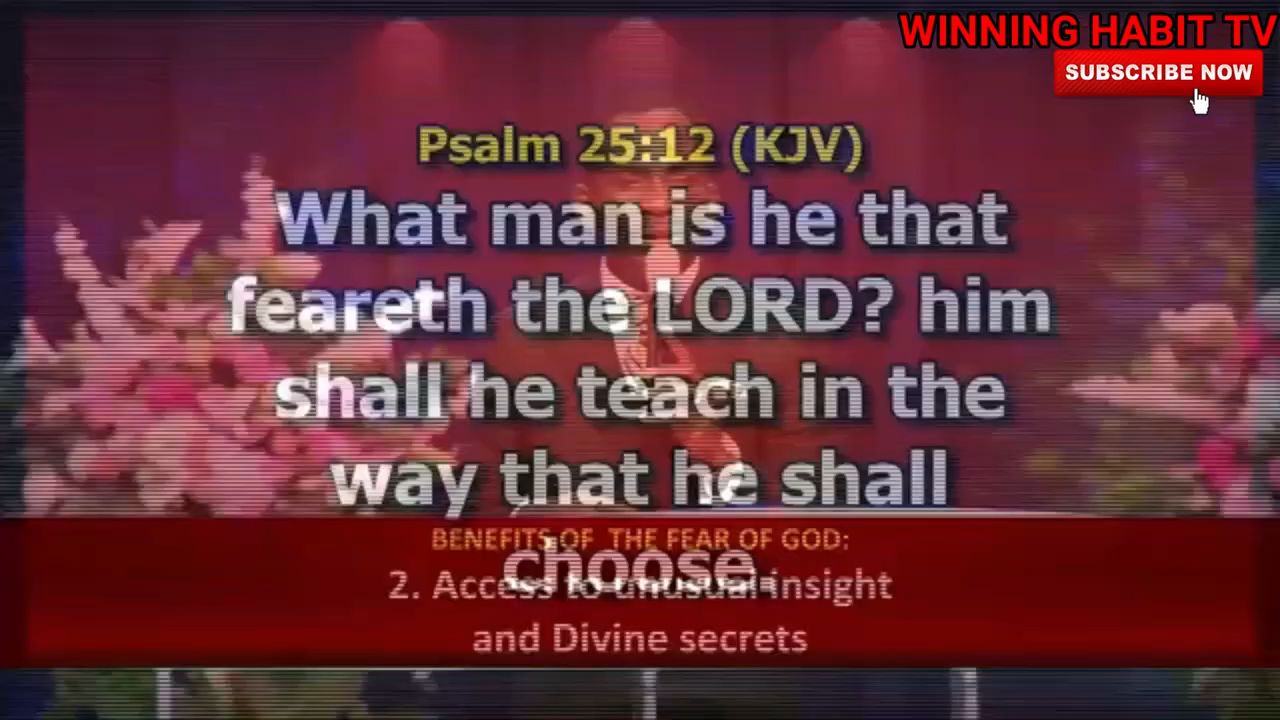 WINNING HABIT TV
SUBSCRIBE NOW
Psalm 25:12 (KJV)
What man is he that
feareth the LORD? him
shall he teach in the
way that he shall
choose.
BENEFITS OF THE FEAR OF GOD:
2. Access to unusual insight
and Divine secrets